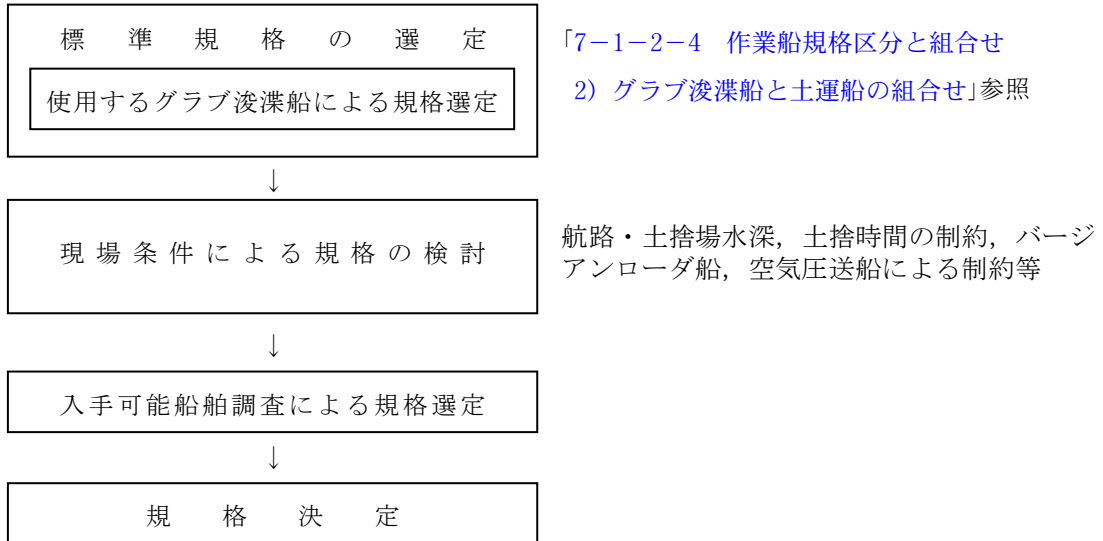 標準規格の選定
使用するグラブ浚渫船による規格選定
「7－1－2－4　作業船規格区分と組合せ
2）グラブ浚渫船と土運船の組合せ」参照
↓
現場条件による規格の検討
航路・土捨場水深，土捨時間の制約，バージ
アンローダ船，空気圧送船による制約等
↓
入手可能船舶調査による規格選定
↓
規格決定